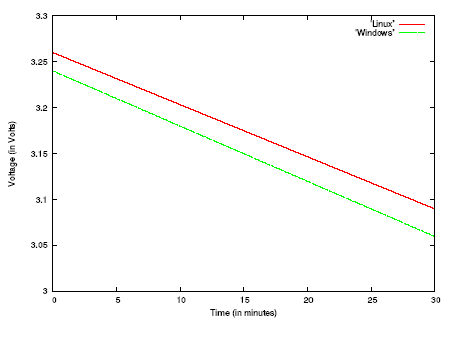 3.3
"Linux"
"Windows"
3.25
3.2
3.15
3.1
3.05
3
Voltage (in Volts)
0 5 10 15 20 25 30
Time (in minutes)